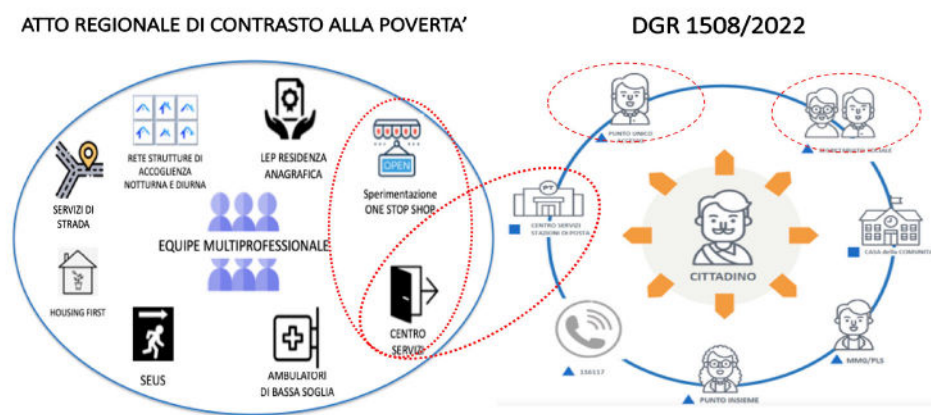 ATTO REGIONALE DI CONTRASTO ALLA POVERTA’
DGR 1508/2022
SERVIZI DI
STRADA
RETE STRUTTURE DI
ACCOGLIENZA
NOTTURNA E DIURNA
LEP RESIDENZA
ANAGRAFICA
OPEN
Sperimentazione
ONE STOP SHOP
EQUIPE MULTIPROFESSIONALE
HOUSING FIRST
SEUS
AMBULATORI
DI BASSA SOGLIA
CENTRO
SERVIZI
PUNTO UNICO
PT
CENTRO SERVIZI
STAZIONI DI POSTA
CITTADINO
CASA della COMUNITÀ
116117
MMG/PLS
PUNTO INSIEME